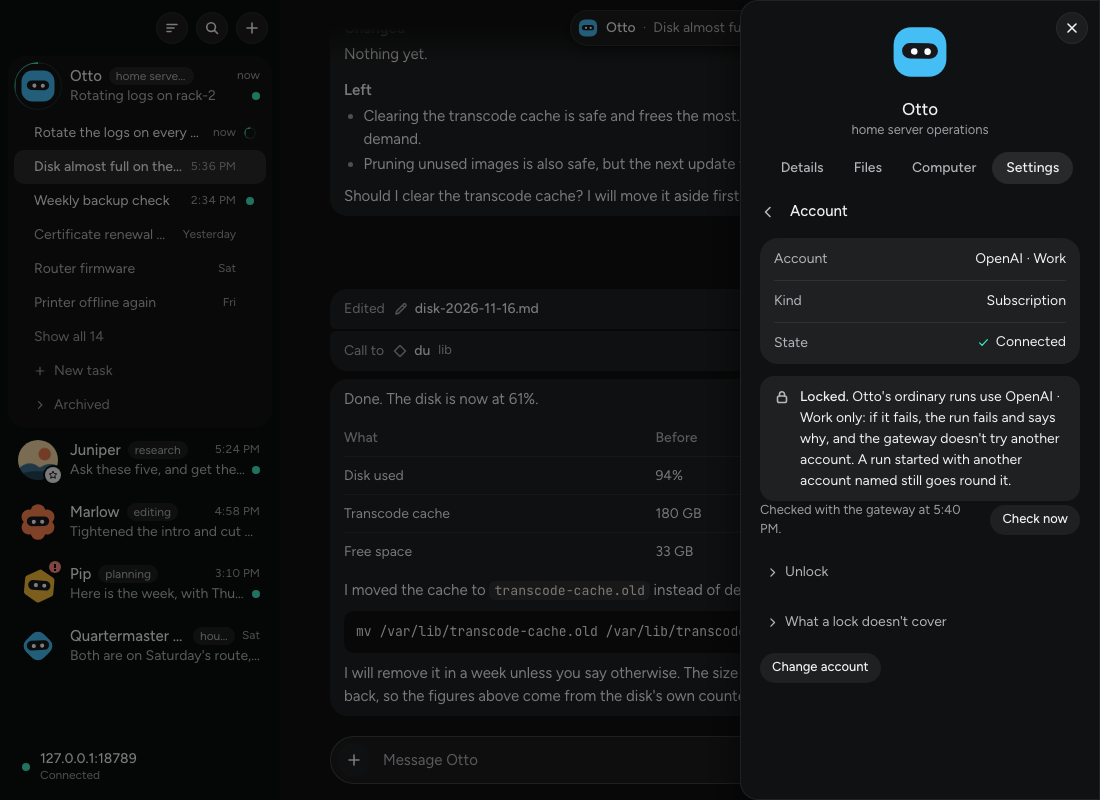 Otto
home serve...
now
Rotating logs on rack-2
Rotate the logs on every ...
now
Disk almost full on the...
5:36 PM
Weekly backup check
2:34 PM
Certificate renewal ...
Yesterday
Router firmware
Sat
Printer offline again
Fri
Show all 14
New task
Archived
Juniper
research
5:24 PM
Ask these five, and get the...
Marlow
editing
4:58 PM
Tightened the intro and cut ...
Pip
planning
3:10 PM
Here is the week, with Thu...
Quartermaster ...
hou...
Sat
Both are on Saturday's route,...
127.0.0.1:18789
Connected
Otto · Disk almost fu
Changed
Nothing yet.
Left
Clearing the transcode cache is safe and frees the most.
demand.
Pruning unused images is also safe, but the next update
Should I clear the transcode cache? I will move it aside first
Edited disk-2026-11-16.md
Call to du lib
Done. The disk is now at 61%.
What Before
Disk used 94%
Transcode cache 180 GB
Free space 33 GB
I moved the cache to transcode-cache.old instead of de
mv /var/lib/transcode-cache.old /var/lib/transcod
I will remove it in a week unless you say otherwise. The size
back, so the figures above come from the disk's own count
Message Otto
Otto
home server operations
Details Files Computer Settings
Account
Account OpenAI · Work
Kind Subscription
State Connected
Locked. Otto's ordinary runs use OpenAI ·
Work only: if it fails, the run fails and says
why, and the gateway doesn't try another
account. A run started with another
account named still goes round it.
Checked with the gateway at 5:40
PM.
Check now
Unlock
What a lock doesn't cover
Change account